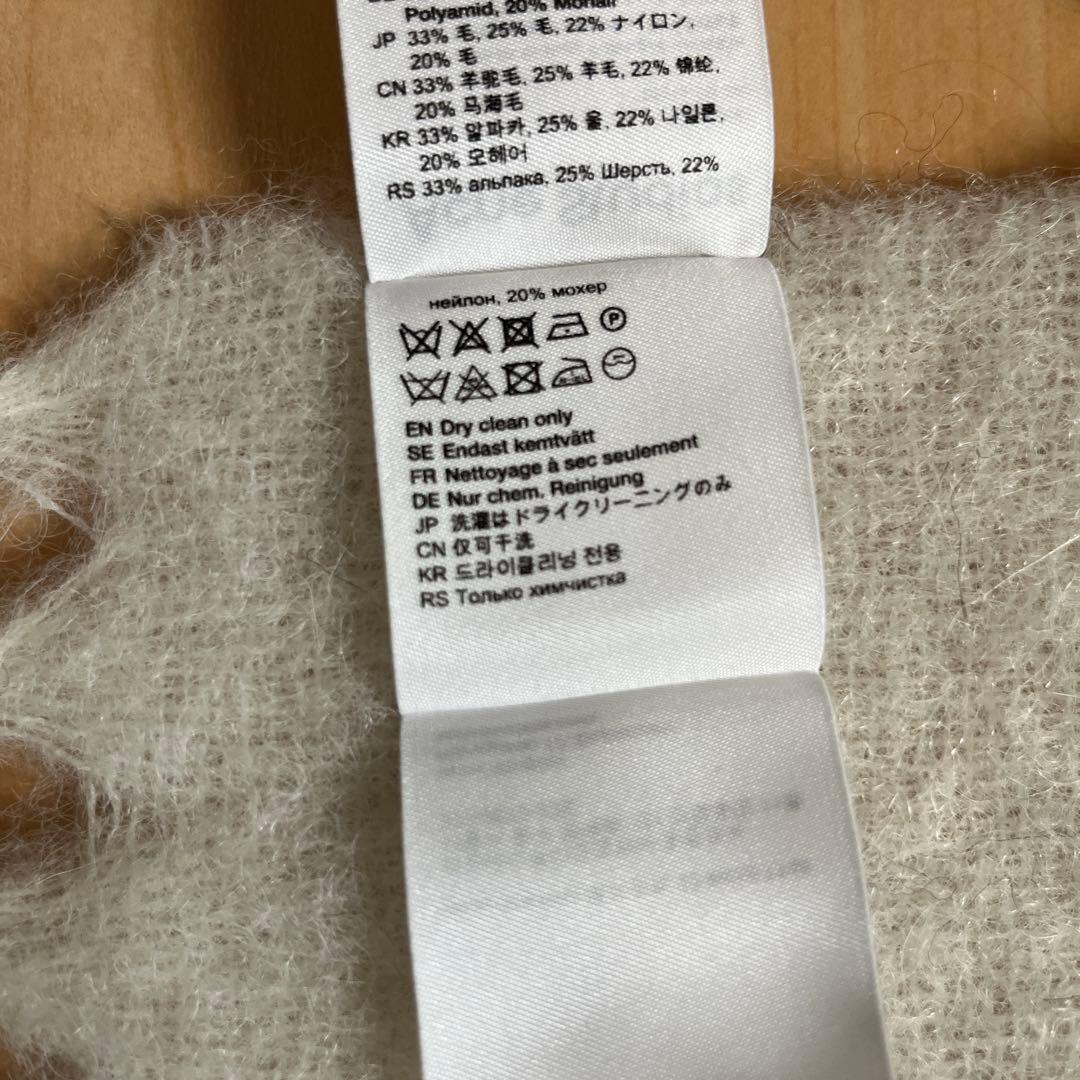 Polyamid, 20% Mohair
JP 33% 毛, 25% 毛, 22% ナイロン,
20% 毛
CN 33% 羊驼毛, 25% 羊毛, 22% 锦纶,
20% 马海毛
KR 33% 알파카, 25% 울, 22% 나일론,
20% 모헤어
RS 33% альпака, 25% Шерсть, 22%
нейлон, 20% мохер
P
EN Dry clean only
SE Endast kemtvätt
FR Nettoyage à sec seulement
DE Nur chem. Reinigung
JP 洗濯はドライクリーニングのみ
CN 仅可干洗
KR 드라이클리닝 전용
RS Только химчистка